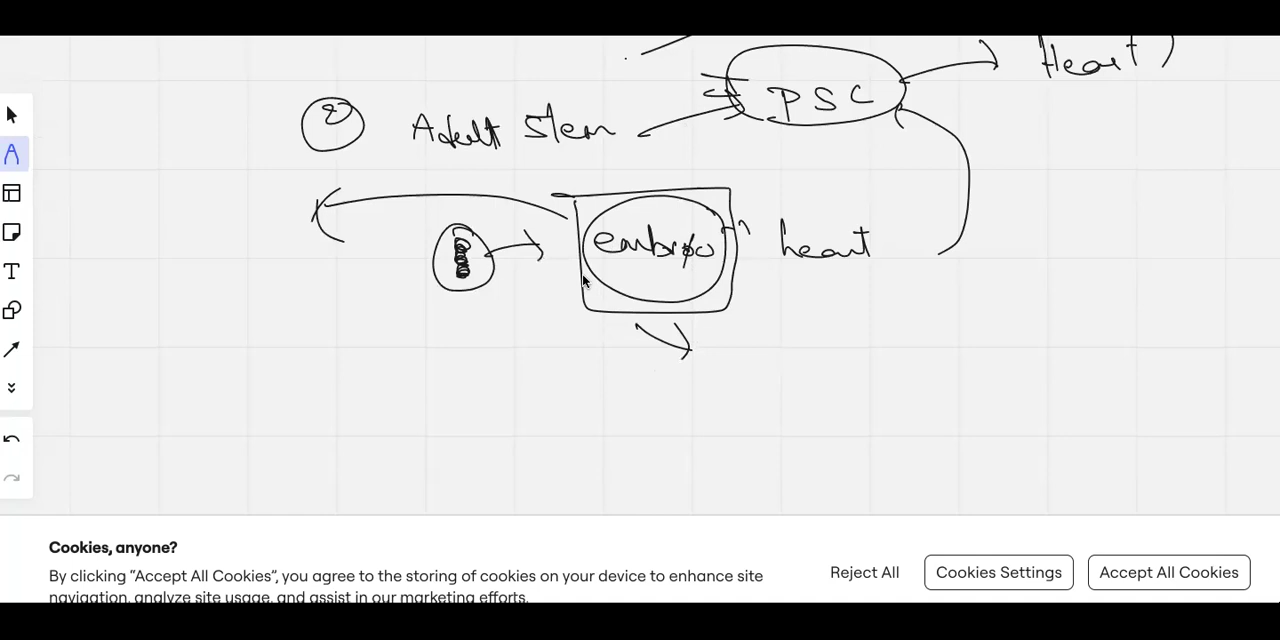 Heart)
PSC
2 Adult Stem
embryo heart
T
Cookies, anyone?
By clicking “Accept All Cookies”, you agree to the storing of cookies on your device to enhance site
navigation, analyze site usage, and assist in our marketing efforts.
Reject All
Cookies Settings
Accept All Cookies